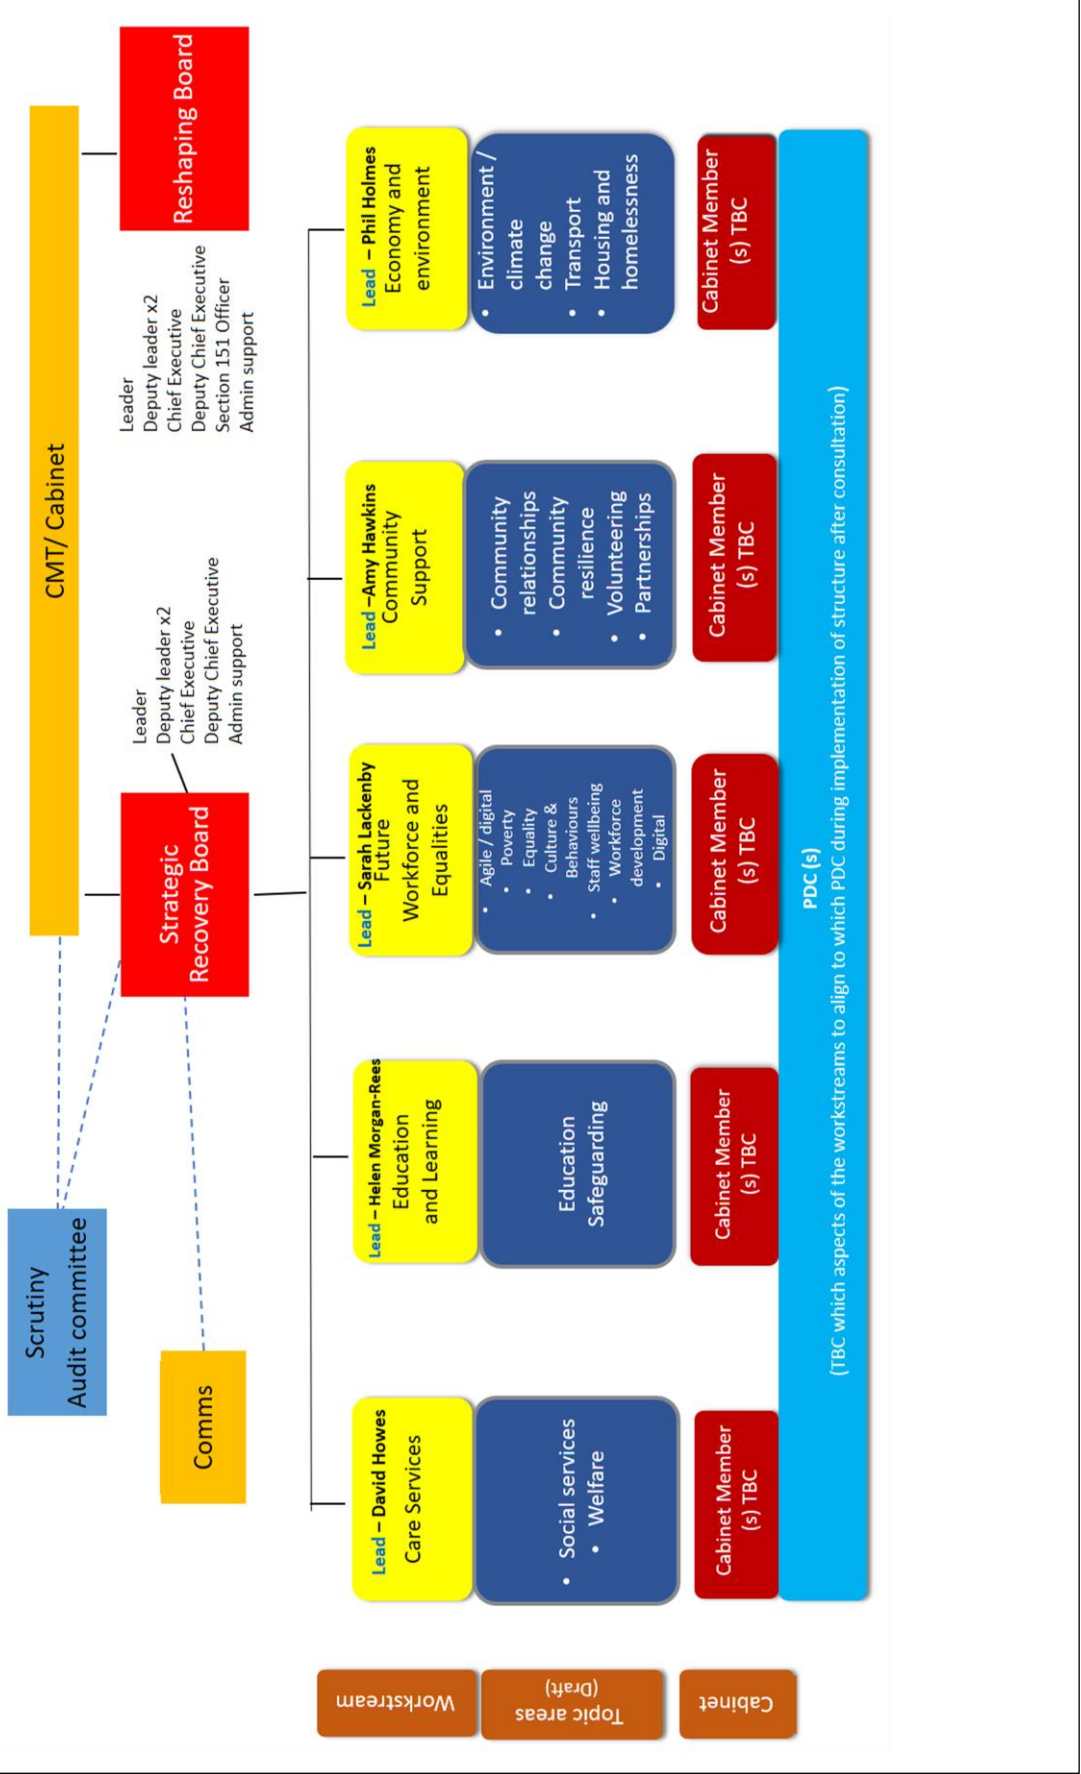 Scrutiny
Audit committee
CMT/ Cabinet
Comms
Strategic
Recovery Board
Leader
Deputy leader x2
Chief Executive
Deputy Chief Executive
Admin support
Leader
Deputy leader x2
Chief Executive
Deputy Chief Executive
Section 151 Officer
Admin support
Reshaping Board
Workstream
Lead – David Howes
Care Services
Lead – Helen Morgan-Rees
Education
and Learning
Lead – Sarah Lackenby
Future
Workforce and
Equalities
Lead –Amy Hawkins
Community
Support
Lead – Phil Holmes
Economy and
environment
Topic areas
(Draft)
• Social services
• Welfare
Education
Safeguarding
• Agile / digital
• Poverty
• Equality
• Culture &
Behaviours
• Staff wellbeing
• Workforce
development
• Digital
• Community
relationships
• Community
resilience
• Volunteering
• Partnerships
• Environment /
climate
change
• Transport
• Housing and
homelessness
Cabinet
Cabinet Member
(s) TBC
Cabinet Member
(s) TBC
Cabinet Member
(s) TBC
Cabinet Member
(s) TBC
Cabinet Member
(s) TBC
PDC (s)
(TBC which aspects of the workstreams to align to which PDC during implementation of structure after consultation)